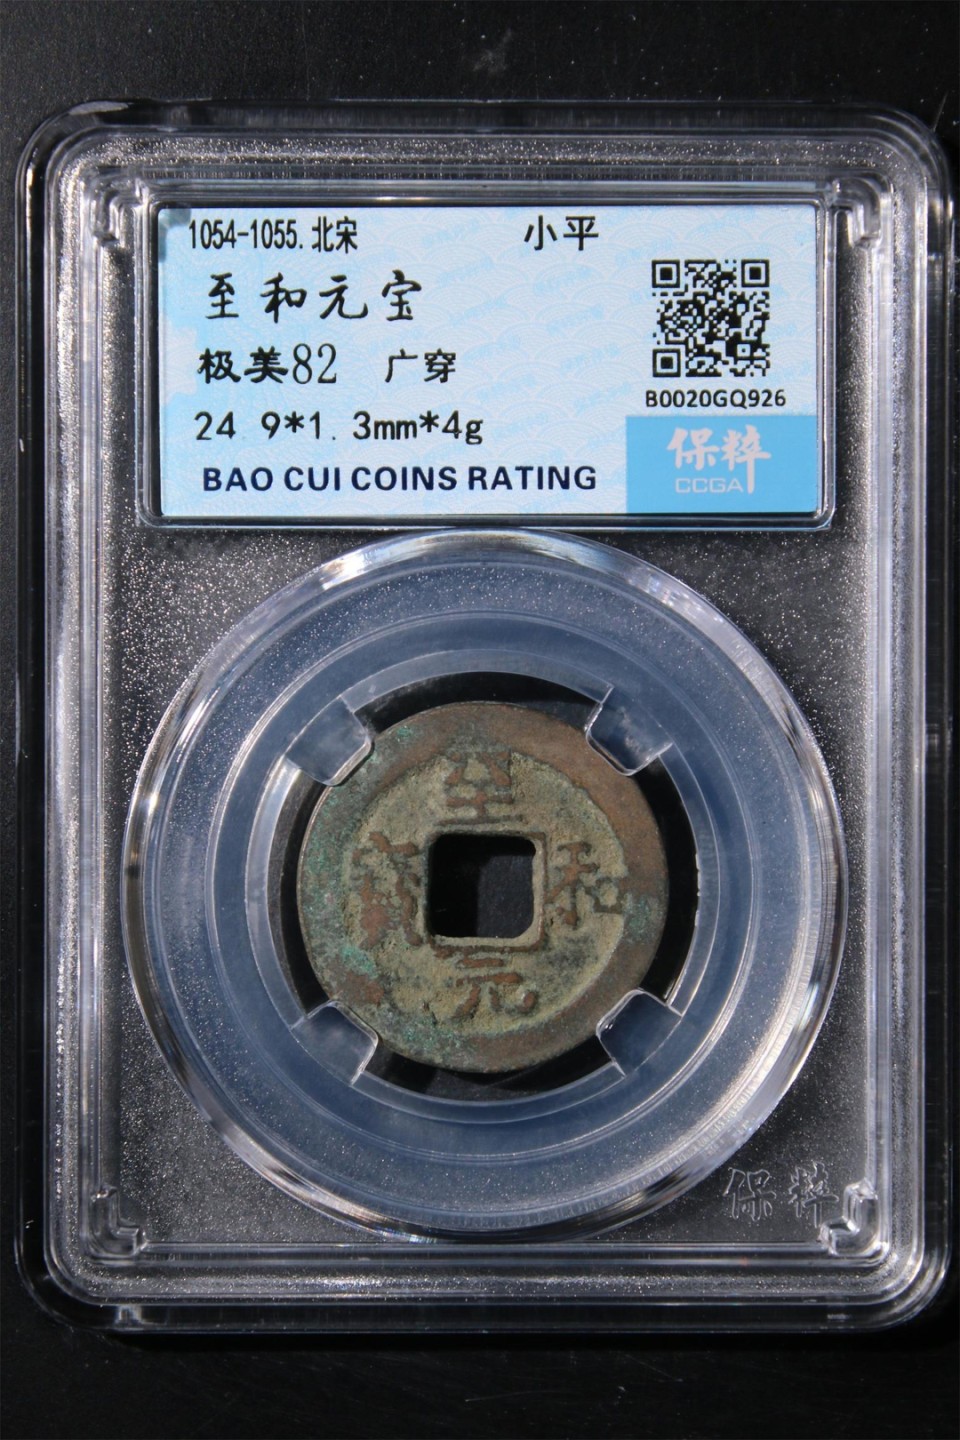 1054-1055.北宋 小平
至和元宝
极美82 广穿
B0020GQ926
24 9*1.3mm*4g
保粹
CCGA
BAO CUI COINS RATING
至
寶 和
元
保粹